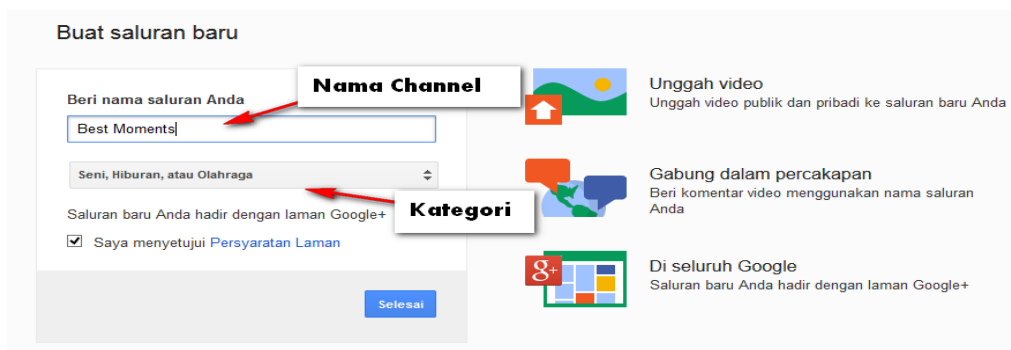 Buat saluran baru
Beri nama saluran Anda
Nama Channel
Best Moments
Seni, Hiburan, atau Olahraga
Kategori
Saluran baru Anda hadir dengan laman Google+
Saya menyetujui Persyaratan Laman
Selesai
Unggah video
Unggah video publik dan pribadi ke saluran baru Anda
Gabung dalam percakapan
Beri komentar video menggunakan nama saluran
Anda
g+
Di seluruh Google
Saluran baru Anda hadir dengan laman Google+